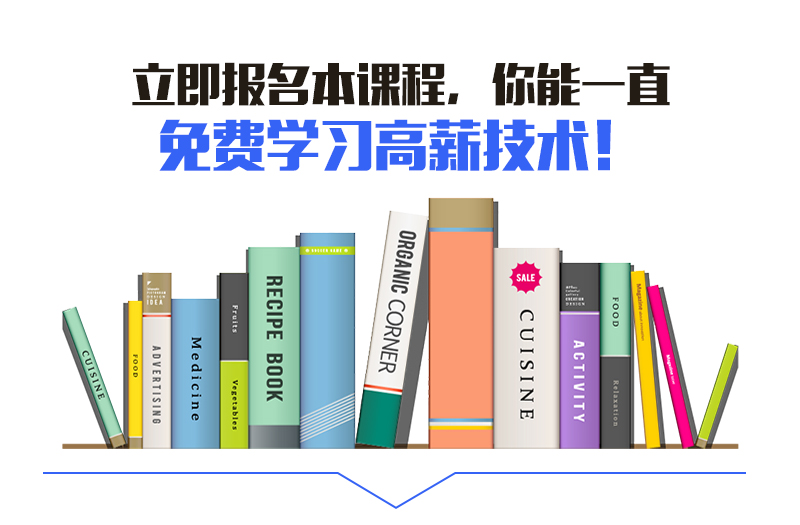 立即报名本课程，你能一直
免费学习高薪技术！
CUISINE
FOOD
IDEA
ADVERTISING
Medicine
Fruits
Vegetables
RECIPE BOOK
ORGANIC CORNER
SALE
CUISINE
ACTIVITY
FOOD
Relaxation
Magazine
Magazine